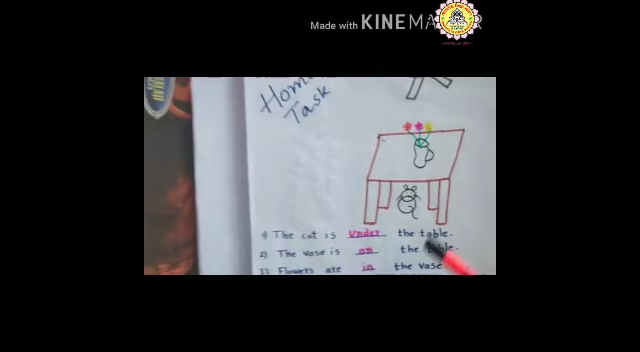 Made with KINEMASTER
Home
Task
1) The cat is under the table.
2) The vase is on the table.
3) Flowers are in the vase.